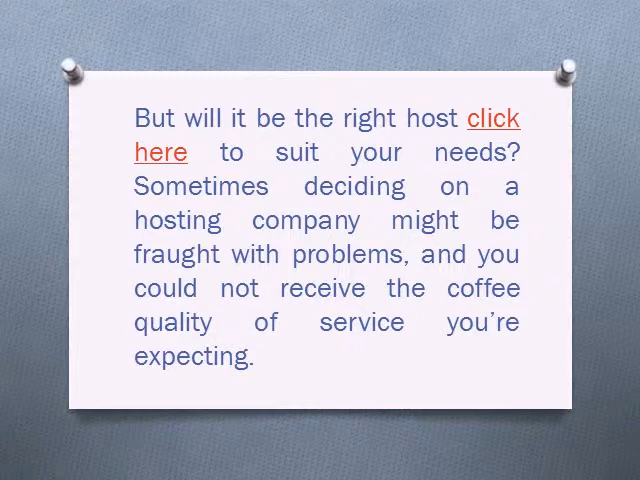 But will it be the right host click
here to suit your needs?
Sometimes deciding on a
hosting company might be
fraught with problems, and you
could not receive the coffee
quality of service you’re
expecting.